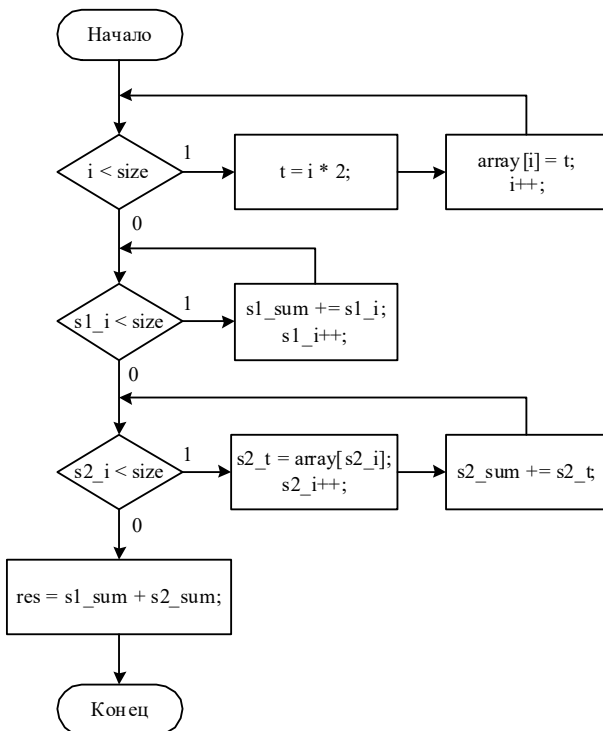 Начало
i < size
1
t = i * 2;
array[i] = t;
i++;
0
s1_i < size
1
s1_sum += s1_i;
s1_i++;
0
s2_i < size
1
s2_t = array[s2_i];
s2_i++;
s2_sum += s2_t;
0
res = s1_sum + s2_sum;
Конец